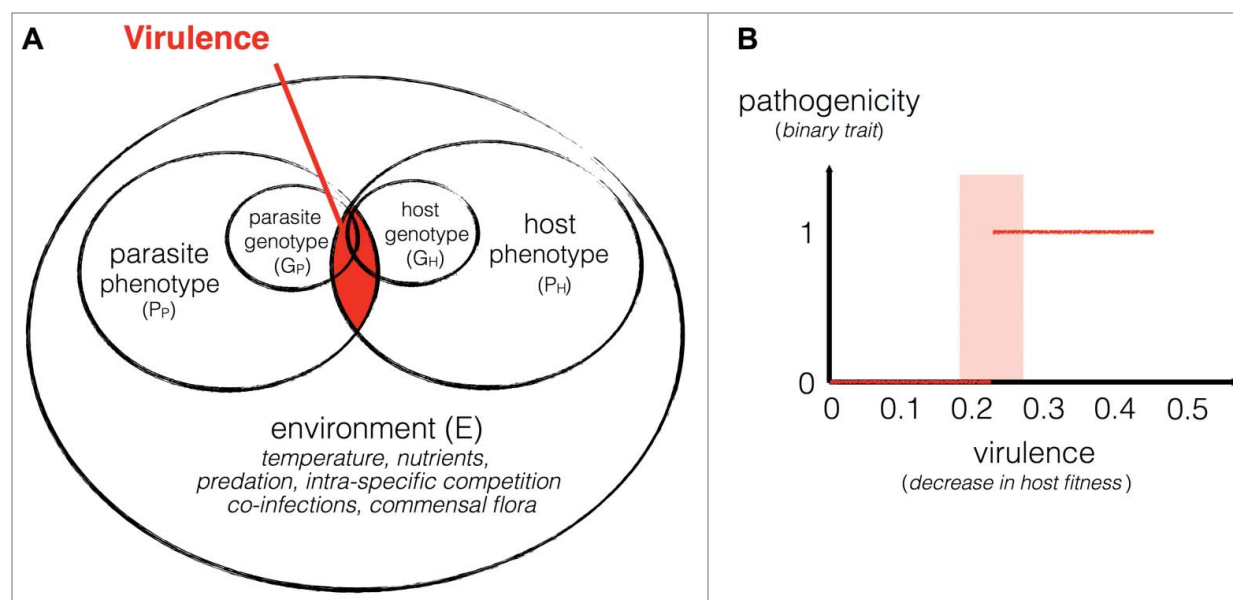 A
Virulence
parasite
phenotype
(PP)
parasite
genotype
(GP)
host
genotype
(GH)
host
phenotype
(PH)
environment (E)
temperature, nutrients,
predation, intra-specific competition
co-infections, commensal flora
B
pathogenicity
(binary trait)
1
0
0 0.1 0.2 0.3 0.4 0.5
virulence
(decrease in host fitness)